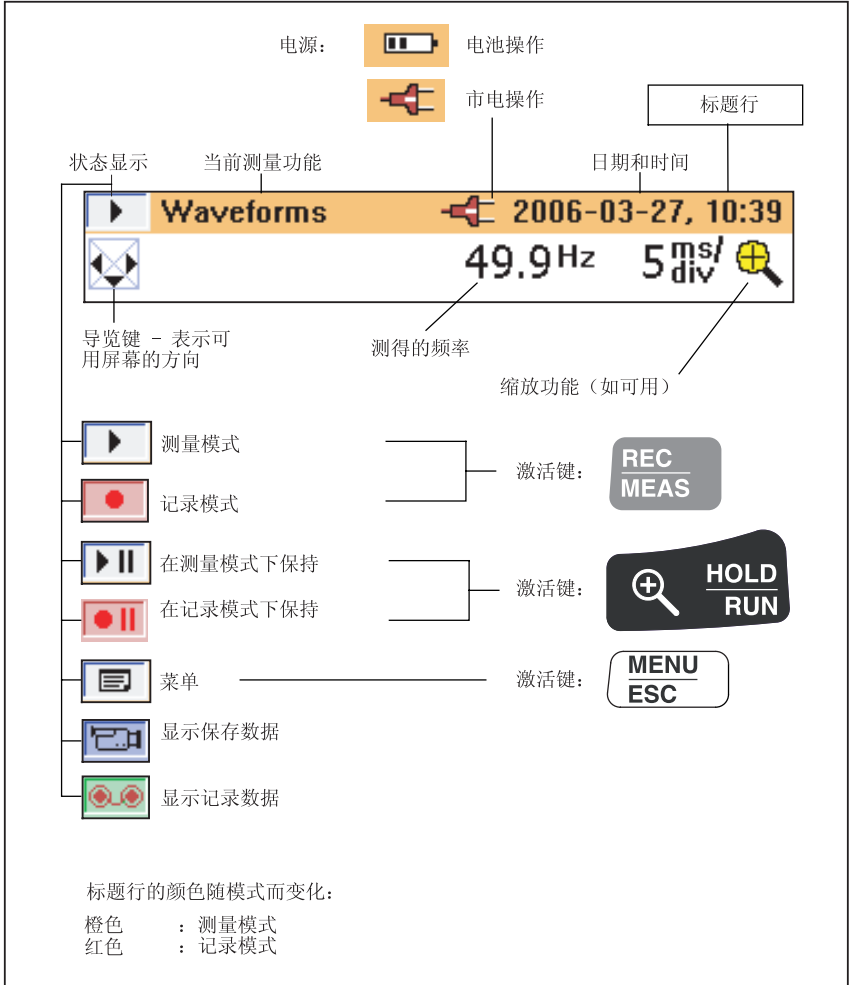 电源： 电池操作
市电操作
标题行
状态显示 当前测量功能 日期和时间
Waveforms 2006-03-27, 10:39
49.9 Hz 5 ms/div
导览键 - 表示可
用屏幕的方向
测得的频率
缩放功能（如可用）
测量模式
记录模式
激活键：
REC
MEAS
在测量模式下保持
在记录模式下保持
激活键：
HOLD
RUN
菜单 激活键：
MENU
ESC
显示保存数据
显示记录数据
标题行的颜色随模式而变化：
橙色 ：测量模式
红色 ：记录模式